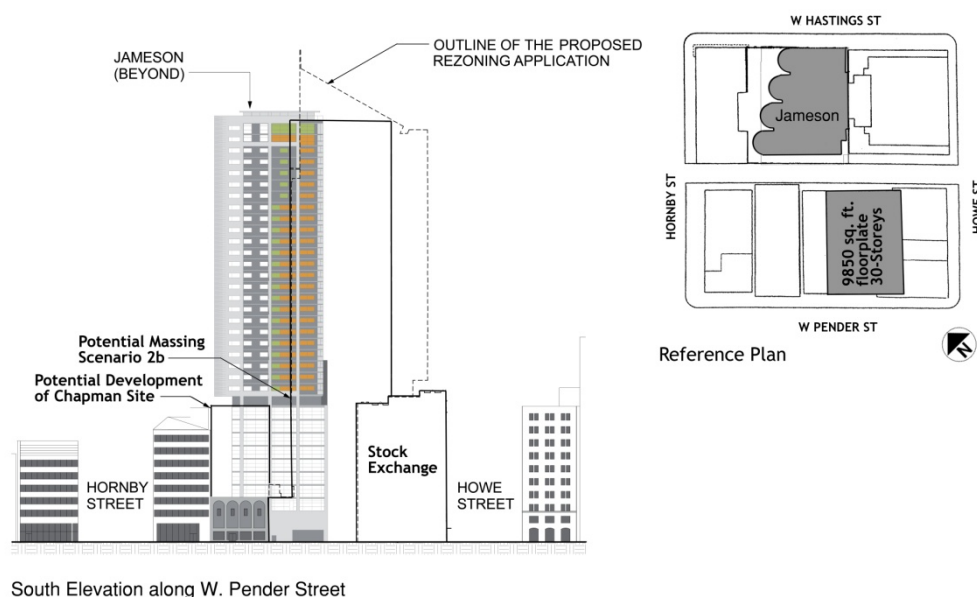 JAMESON
(BEYOND)
OUTLINE OF THE PROPOSED
REZONING APPLICATION
Potential Massing
Scenario 2b
Potential Development
of Chapman Site
HORNBY
STREET
Stock
Exchange
HOWE
STREET
South Elevation along W. Pender Street
W HASTINGS ST
Jameson
HORNBY ST
HOWE ST
9850 sq. ft.
floorplate
30-Storeys
W PENDER ST
Reference Plan
N